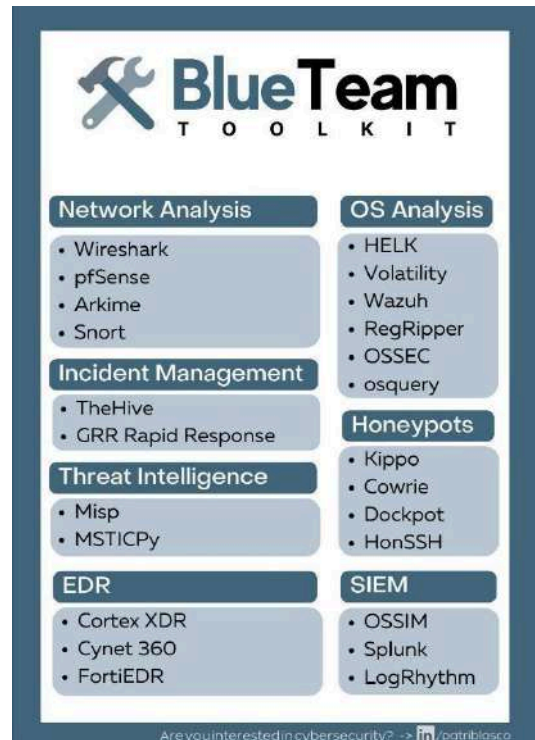 BlueTeam
TOOLKIT
Network Analysis
• Wireshark
• pfSense
• Arkime
• Snort
Incident Management
• TheHive
• GRR Rapid Response
Threat Intelligence
• Misp
• MSTICPy
EDR
• Cortex XDR
• Cynet 360
• FortiEDR
OS Analysis
• HELK
• Volatility
• Wazuh
• RegRipper
• OSSEC
• osquery
Honeypots
• Kippo
• Cowrie
• Dockpot
• HonSSH
SIEM
• OSSIM
• Splunk
• LogRhythm
Are you interested in cybersecurity? -> in /patriblasco